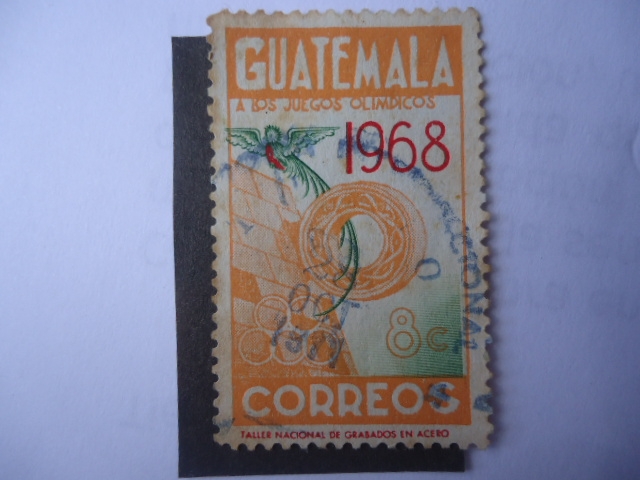 GUATEMALA
A LOS JUEGOS OLIMPICOS
1968
8c
CORREOS
TALLER NACIONAL DE GRABADOS EN ACERO